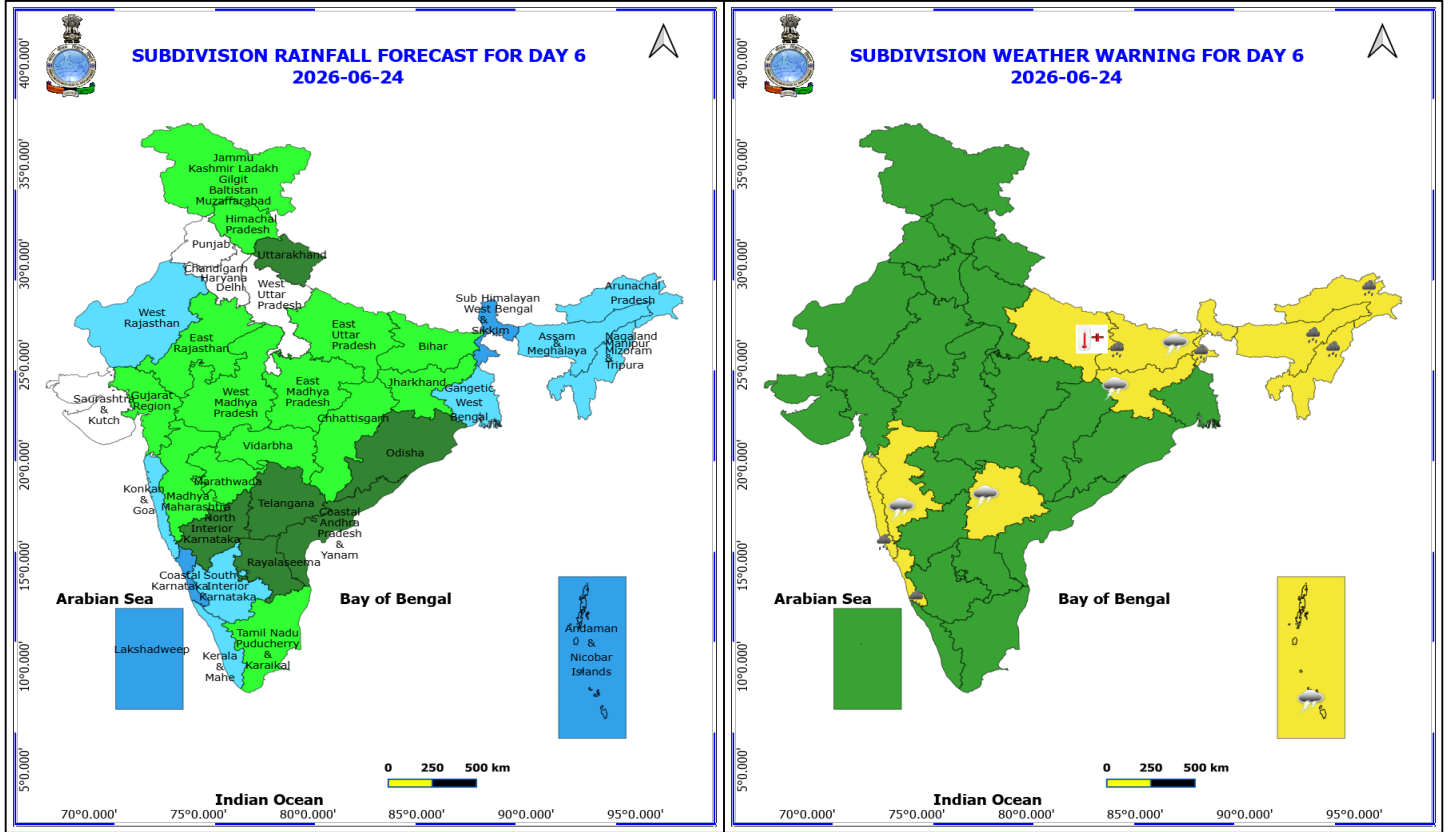 SUBDIVISION RAINFALL FORECAST FOR DAY 6
2026-06-24
40°0.000'
35°0.000'
30°0.000'
25°0.000'
20°0.000'
15°0.000'
10°0.000'
5°0.000'
Jammu
Kashmir Ladakh
Gilgit
Baltistan
Muzaffarabad
Himachal
Pradesh
Punjab
Uttarakhand
Chandigarh
Haryana
Delhi
West
Uttar
Pradesh
West
Rajasthan
East
Rajasthan
East
Uttar
Pradesh
Bihar
Sub Himalayan
West Bengal
&
Sikkim
Arunachal
Pradesh
Assam
&
Meghalaya
Nagaland
Manipur
Mizoram
&
Tripura
Saurashtra
&
Kutch
Gujarat
Region
West
Madhya
Pradesh
East
Madhya
Pradesh
Jharkhand
Gangetic
West
Bengal
Chhattisgarh
Vidarbha
Odisha
Konkan
&
Goa
Madhya
Maharashtra
Marathwada
Telangana
North
Interior
Karnataka
Coastal
Andhra
Pradesh
&
Yanam
Rayalaseema
Coastal
Karnataka
South
Interior
Karnataka
Arabian Sea
Bay of Bengal
Lakshadweep
Kerala
&
Mahe
Tamil Nadu
Puducherry
&
Karaikal
Andaman
&
Nicobar
Islands
0 250 500 km
Indian Ocean
70°0.000' 75°0.000' 80°0.000' 85°0.000' 90°0.000' 95°0.000'
SUBDIVISION WEATHER WARNING FOR DAY 6
2026-06-24
40°0.000'
35°0.000'
30°0.000'
25°0.000'
20°0.000'
15°0.000'
10°0.000'
5°0.000'
Arabian Sea
Bay of Bengal
0 250 500 km
Indian Ocean
70°0.000' 75°0.000' 80°0.000' 85°0.000' 90°0.000' 95°0.000'